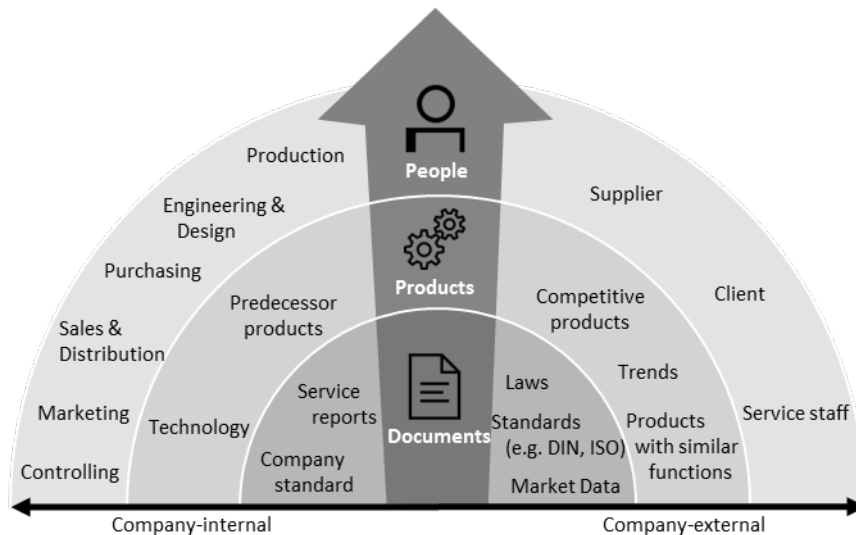 People
Products
Documents
Production
Engineering &
Design
Purchasing
Sales &
Distribution
Marketing
Controlling
Predecessor
products
Technology
Service
reports
Company
standard
Laws
Standards
(e.g. DIN, ISO)
Market Data
Competitive
products
Trends
Products
with similar
functions
Supplier
Client
Service staff
Company-internal
Company-external